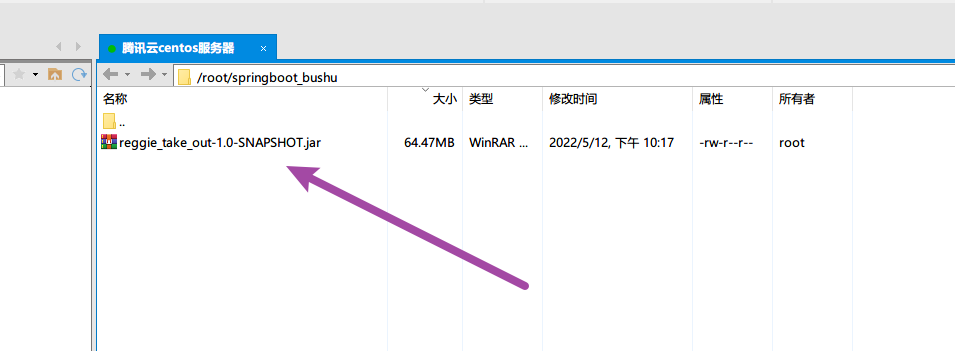 腾讯云centos服务器 ×
/root/springboot_bushu
名称 大小 类型 修改时间 属性 所有者
..
reggie_take_out-1.0-SNAPSHOT.jar 64.47MB WinRAR ... 2022/5/12, 下午 10:17 -rw-r--r-- root